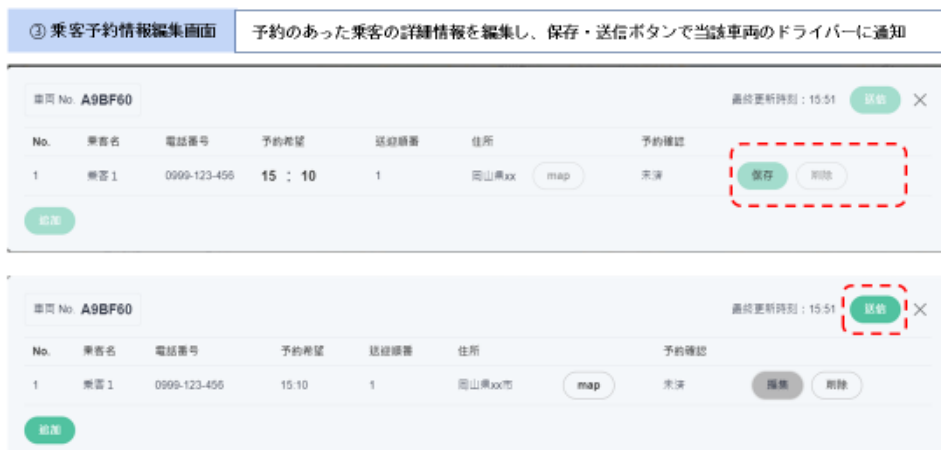 ③ 乗客予約情報編集画面
予約のあった乗客の詳細情報を編集し、保存・送信ボタンで当該車両のドライバーに通知
車両 No. A9BF60
最終更新時刻：15:51 送信 ×
No. 乗客名 電話番号 予約希望 送迎順番 住所 予約確認
1 乗客1 0999-123-456 15 : 10 1 岡山県xx map 未済 保存 削除
追加
車両 No. A9BF60
最終更新時刻：15:51 送信 ×
No. 乗客名 電話番号 予約希望 送迎順番 住所 予約確認
1 乗客1 0999-123-456 15:10 1 岡山県xx市 map 未済 編集 削除
追加